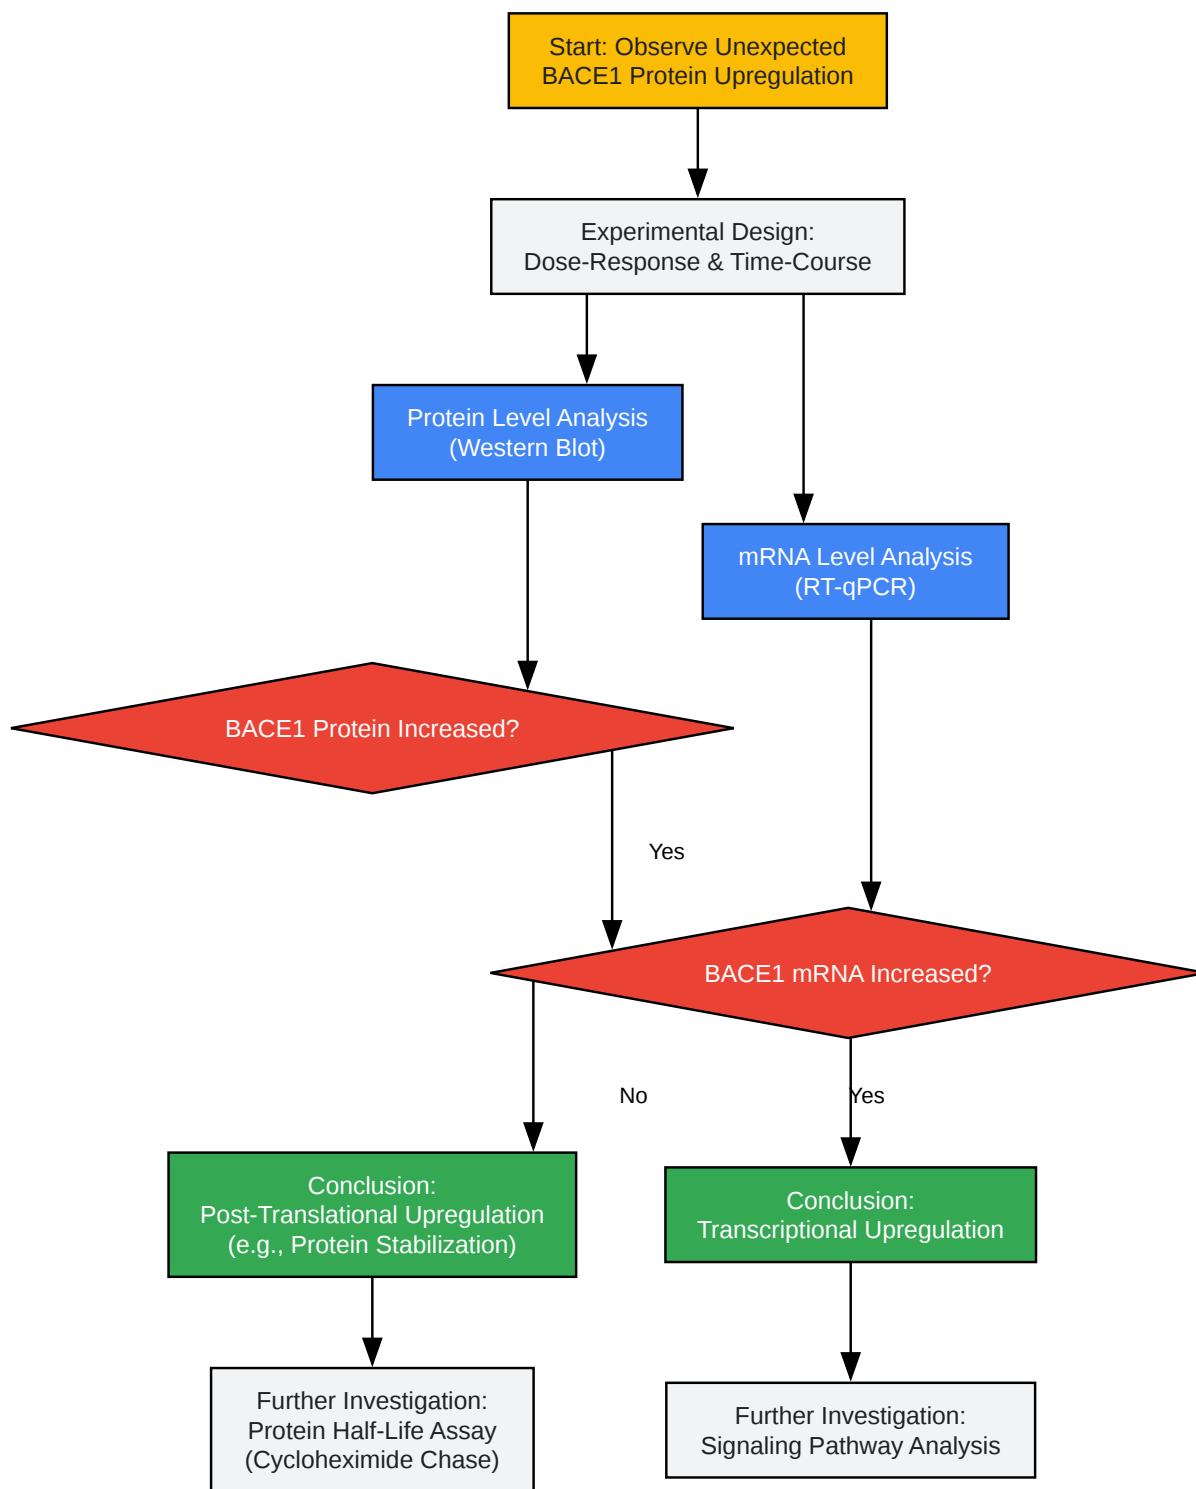 Start: Observe Unexpected
BACE1 Protein Upregulation
Experimental Design:
Dose-Response & Time-Course
Protein Level Analysis
(Western Blot)
mRNA Level Analysis
(RT-qPCR)
BACE1 Protein Increased?
Yes
BACE1 mRNA Increased?
No
Yes
Conclusion:
Post-Translational Upregulation
(e.g., Protein Stabilization)
Conclusion:
Transcriptional Upregulation
Further Investigation:
Protein Half-Life Assay
(Cycloheximide Chase)
Further Investigation:
Signaling Pathway Analysis